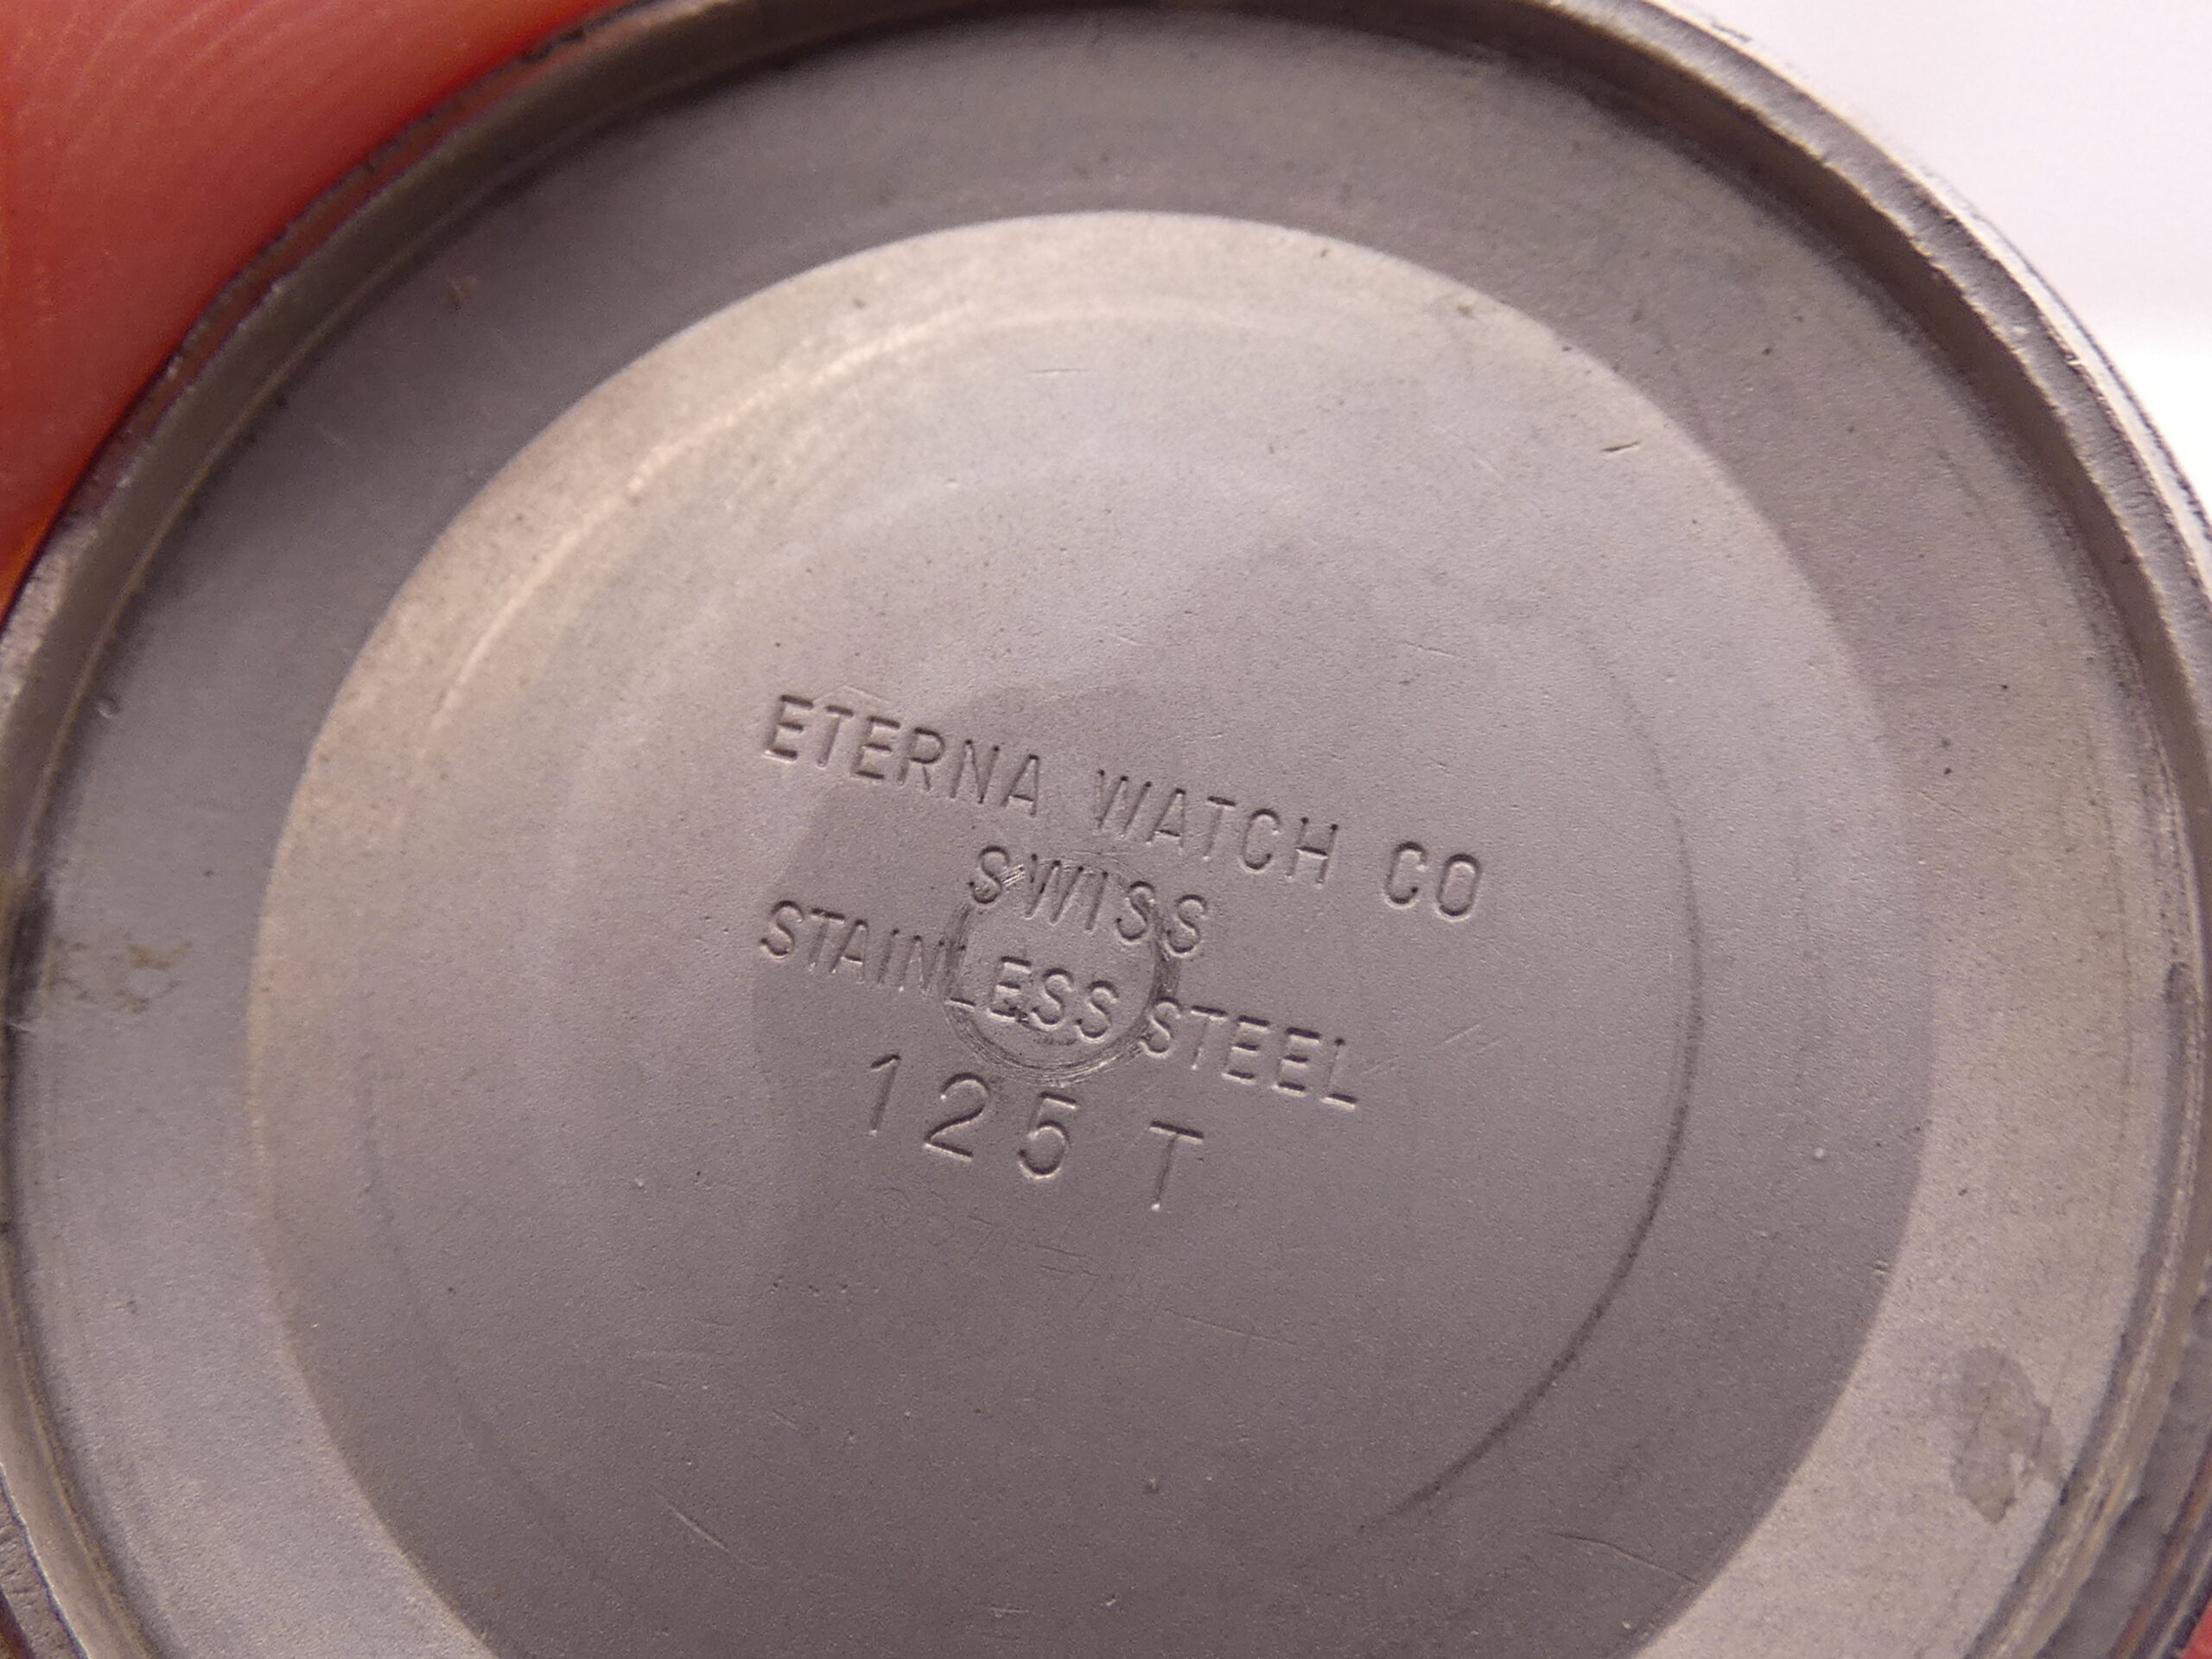 ETERNA WATCH CO
SWISS
STAINLESS STEEL
125 T